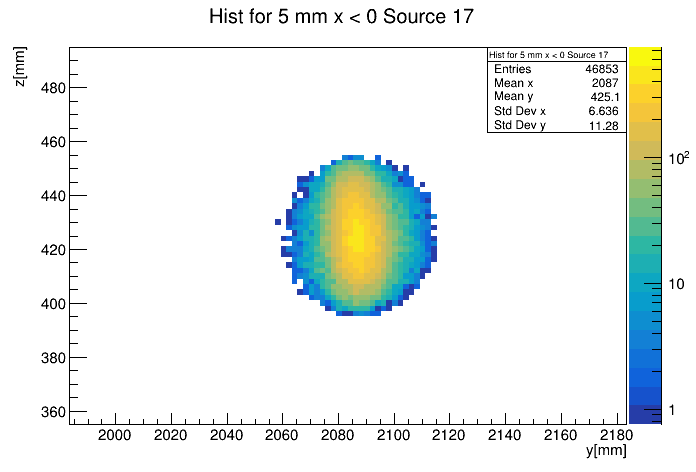 Hist for 5 mm x < 0 Source 17
z[mm]
Hist for 5 mm x < 0 Source 17
Entries 46853
Mean x 2087
Mean y 425.1
Std Dev x 6.636
Std Dev y 11.28
480
460
440
420
400
380
360
10²
10
1
2000 2020 2040 2060 2080 2100 2120 2140 2160 2180
y[mm]